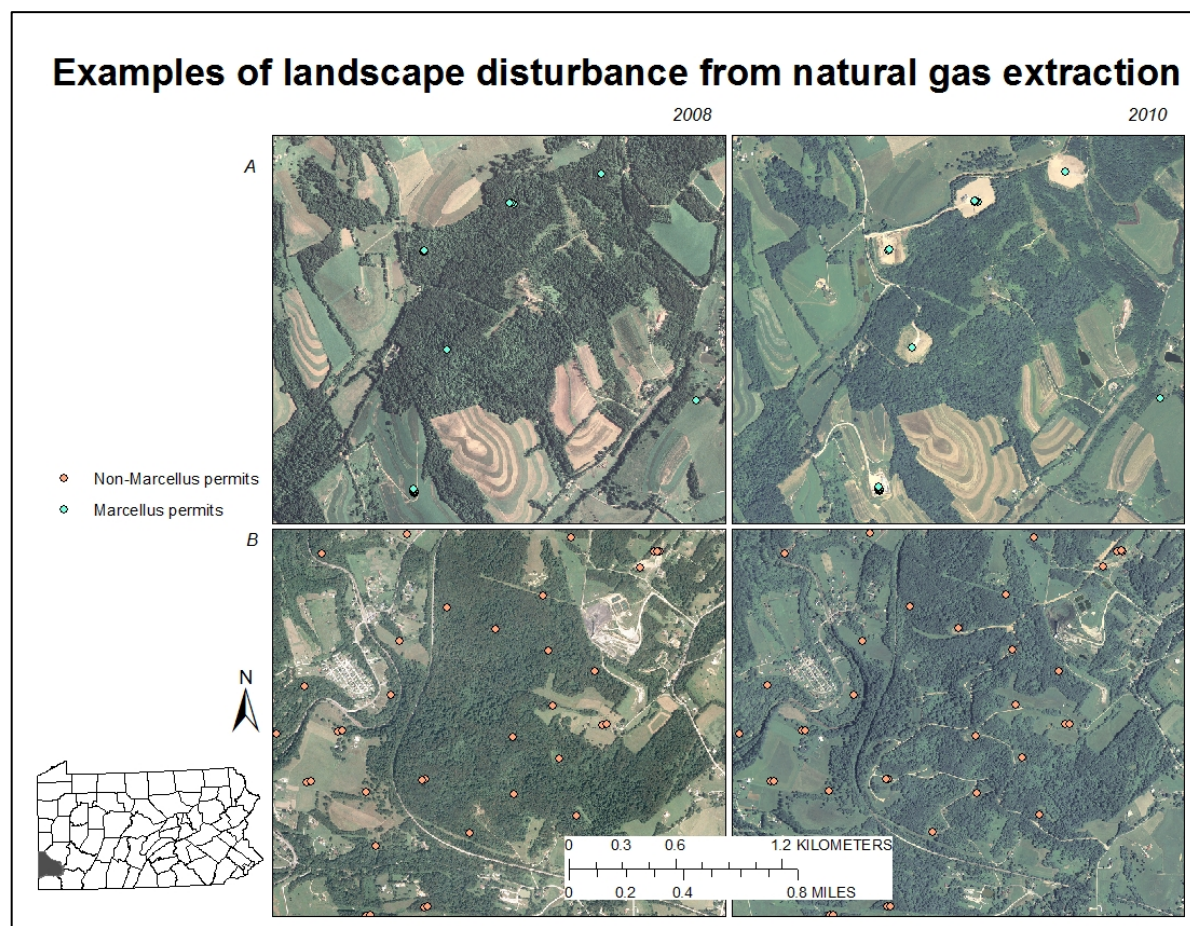 Examples of landscape disturbance from natural gas extraction
2008
2010
A
Non-Marcellus permits
Marcellus permits
B
N
0 0.3 0.6 1.2 KILOMETERS
0 0.2 0.4 0.8 MILES